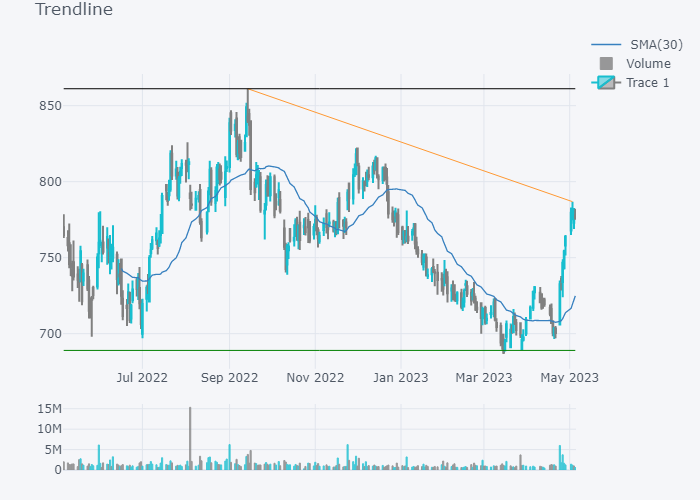 Trendline
SMA(30)
Volume
Trace 1
850
800
750
700
Jul 2022
Sep 2022
Nov 2022
Jan 2023
Mar 2023
May 2023
15M
10M
5M
0